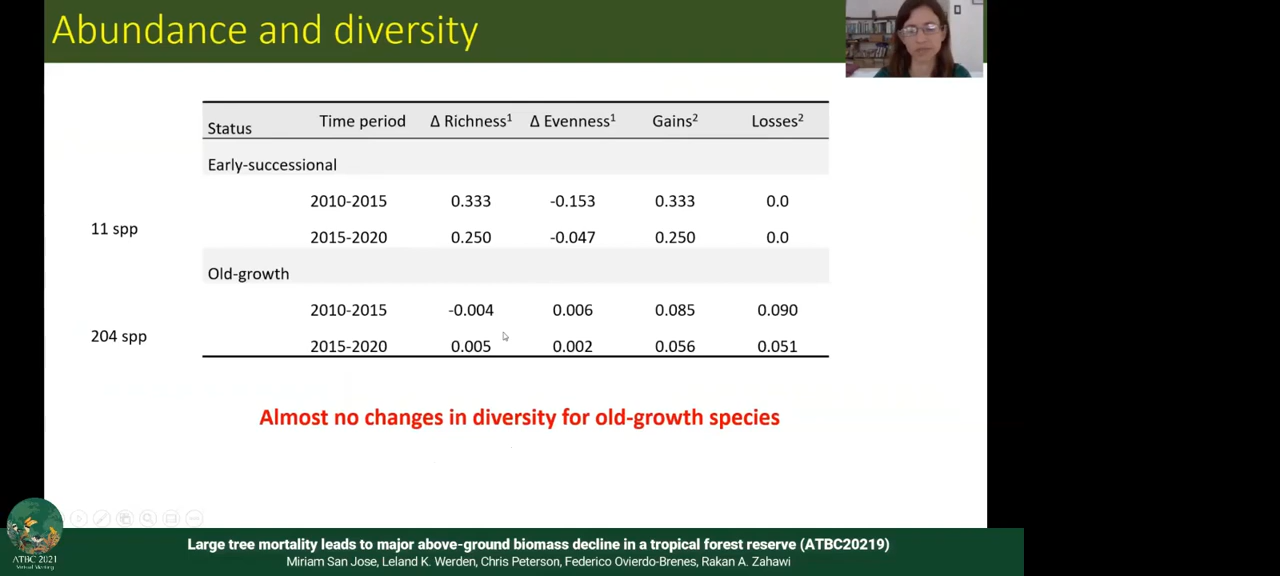 Abundance and diversity
Status Time period Δ Richness¹ Δ Evenness¹ Gains² Losses²
Early-successional
2010-2015 0.333 -0.153 0.333 0.0
11 spp
2015-2020 0.250 -0.047 0.250 0.0
Old-growth
2010-2015 -0.004 0.006 0.085 0.090
204 spp
2015-2020 0.005 0.002 0.056 0.051
Almost no changes in diversity for old-growth species
ATBC 2021
Virtual Meeting
Large tree mortality leads to major above-ground biomass decline in a tropical forest reserve (ATBC20219)
Miriam San Jose, Leland K. Werden, Chris Peterson, Federico Ovierdo-Brenes, Rakan A. Zahawi